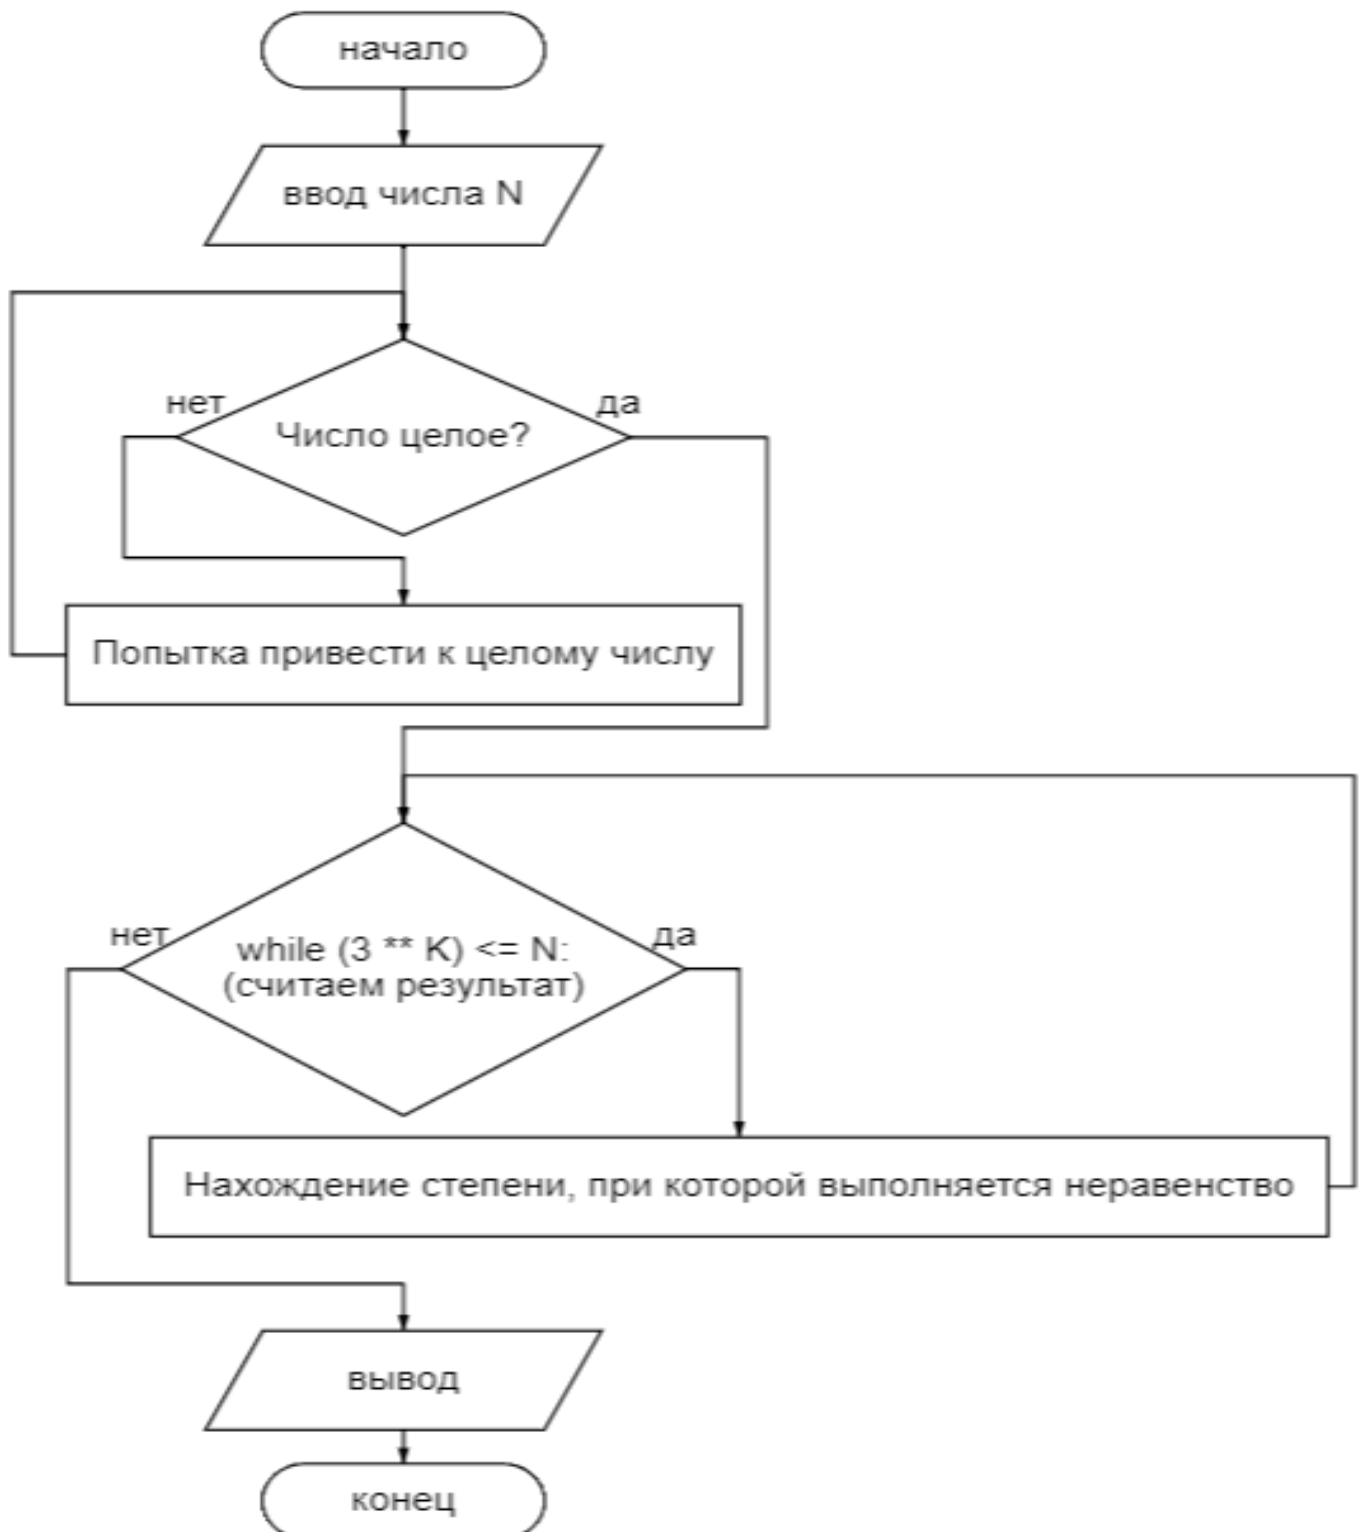 начало
ввод числа N
нет
да
Число целое?
Попытка привести к целому числу
нет
да
while (3 ** K) <= N:
(считаем результат)
Нахождение степени, при которой выполняется неравенство
вывод
конец